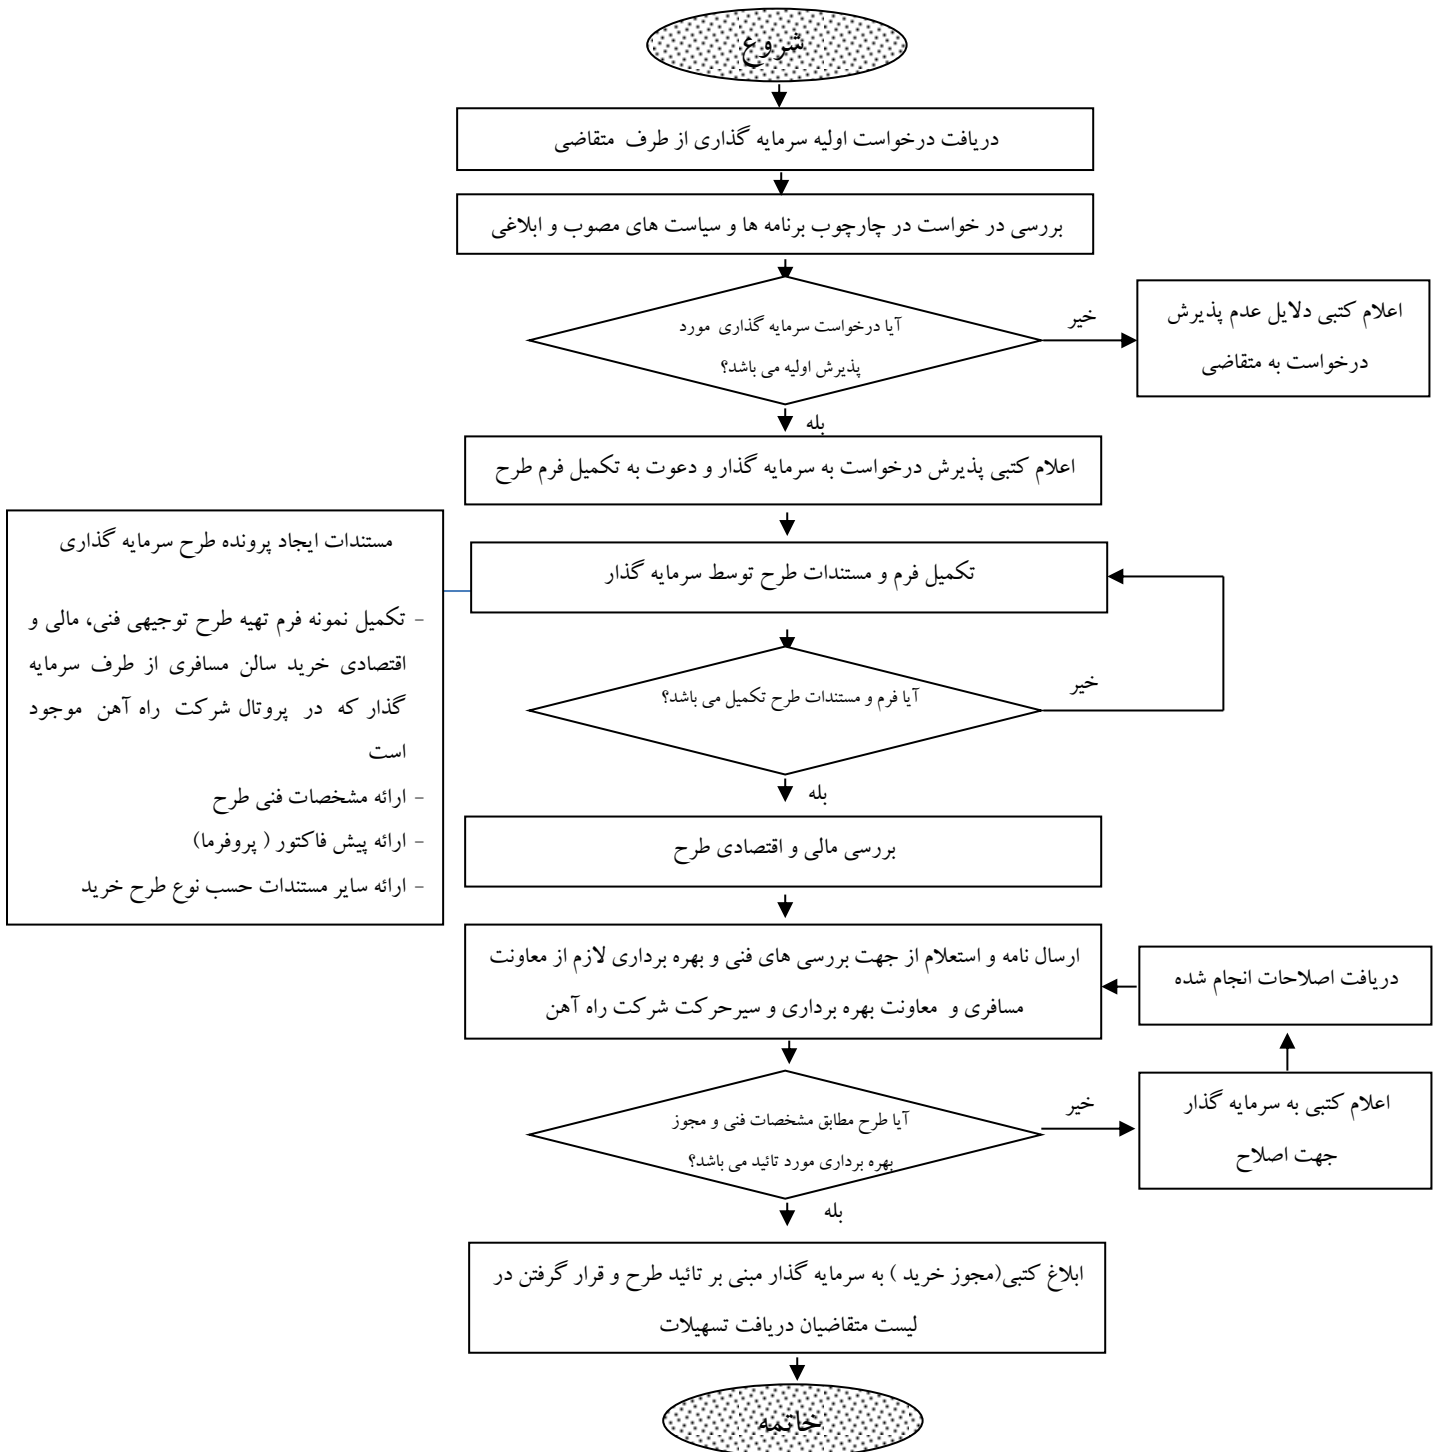 شروع
دریافت درخواست اولیه سرمایه گذاری از طرف متقاضی
بررسی در خواست در چارچوب برنامه ها و سیاست های مصوب و ابلاغی
آیا درخواست سرمایه گذاری مورد
پذیرش اولیه می باشد؟
خیر
اعلام کتبی دلایل عدم پذیرش
درخواست به متقاضی
بله
اعلام کتبی پذیرش درخواست به سرمایه گذار و دعوت به تکمیل فرم طرح
تکمیل فرم و مستندات طرح توسط سرمایه گذار
مستندات ایجاد پرونده طرح سرمایه گذاری
- تکمیل نمونه فرم تهیه طرح توجیهی فنی، مالی و
اقتصادی خرید سالن مسافری از طرف سرمایه
گذار که در پروتال شرکت راه آهن موجود
است
- ارائه مشخصات فنی طرح
- ارائه پیش فاکتور ( پروفرما)
- ارائه سایر مستندات حسب نوع طرح خرید
آیا فرم و مستندات طرح تکمیل می باشد؟
خیر
بله
بررسی مالی و اقتصادی طرح
ارسال نامه و استعلام از جهت بررسی های فنی و بهره برداری لازم از معاونت
مسافری و معاونت بهره برداری و سیرحرکت شرکت راه آهن
دریافت اصلاحات انجام شده
آیا طرح مطابق مشخصات فنی و مجوز
بهره برداری مورد تائید می باشد؟
خیر
اعلام کتبی به سرمایه گذار
جهت اصلاح
بله
ابلاغ کتبی(مجوز خرید ) به سرمایه گذار مبنی بر تائید طرح و قرار گرفتن در
لیست متقاضیان دریافت تسهیلات
خاتمه